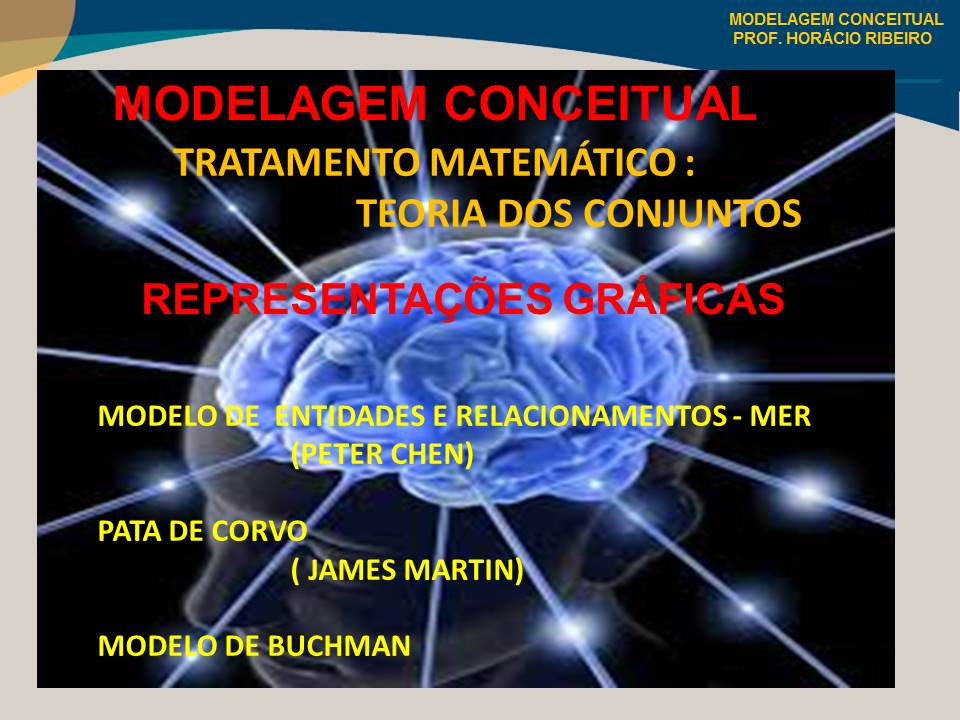 MODELAGEM CONCEITUAL
PROF. HORÁCIO RIBEIRO
MODELAGEM CONCEITUAL
TRATAMENTO MATEMÁTICO :
TEORIA DOS CONJUNTOS
REPRESENTAÇÕES GRÁFICAS
MODELO DE ENTIDADES E RELACIONAMENTOS - MER
(PETER CHEN)
PATA DE CORVO
( JAMES MARTIN)
MODELO DE BUCHMAN